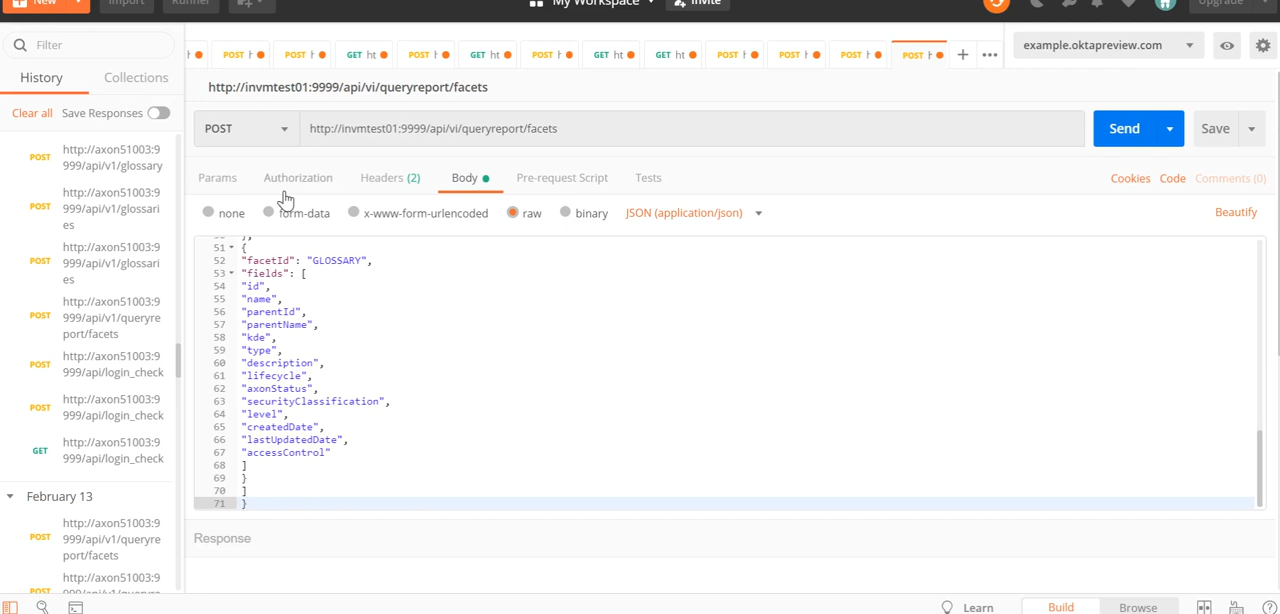 New
Import
Runner
My Workspace
Invite
Upgrade
Filter
POST h
POST h
GET ht
POST h
GET ht
POST h
GET ht
GET ht
POST h
POST h
POST h
POST h
example.oktapreview.com
History
Collections
http://invmtest01:9999/api/vi/queryreport/facets
Clear all
Save Responses
POST
http://invmtest01:9999/api/vi/queryreport/facets
Send
Save
Params
Authorization
Headers (2)
Body
Pre-request Script
Tests
Cookies
Code
Comments (0)
none
form-data
x-www-form-urlencoded
raw
binary
JSON (application/json)
Beautify
POST
http://axon51003:9
999/api/v1/glossary
POST
http://axon51003:9
999/api/v1/glossari
es
POST
http://axon51003:9
999/api/v1/glossari
es
POST
http://axon51003:9
999/api/v1/queryre
port/facets
POST
http://axon51003:9
999/api/login_check
POST
http://axon51003:9
999/api/login_check
GET
http://axon51003:9
999/api/login_check
February 13
POST
http://axon51003:9
999/api/v1/queryre
port/facets
POST
http://axon51003:9
51 {
52 "facetId": "GLOSSARY",
53 "fields": [
54 "id",
55 "name",
56 "parentId",
57 "parentName",
58 "kde",
59 "type",
60 "description",
61 "lifecycle",
62 "axonStatus",
63 "securityClassification",
64 "level",
65 "createdDate",
66 "lastUpdatedDate",
67 "accessControl"
68 ]
69 }
70 ]
71 }
Response
Learn
Build
Browse